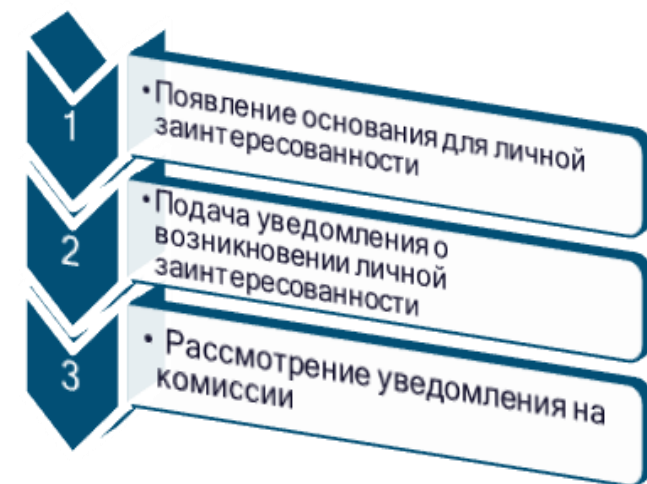 1
•Появление основания для личной
заинтересованности
2
•Подача уведомления о
возникновении личной
заинтересованности
3
• Рассмотрение уведомления на
комиссии